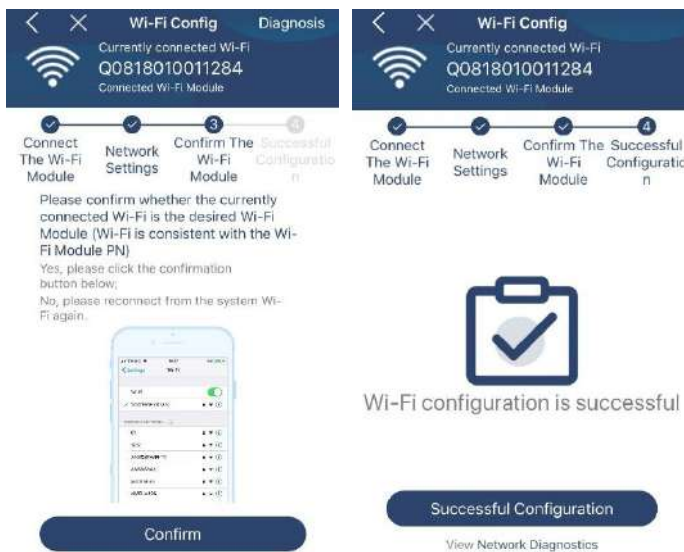 Wi-Fi Config
Diagnosis
Currently connected Wi-Fi
Q0818010011284
Connected Wi-Fi Module
3
4
Connect
The Wi-Fi
Module
Network
Settings
Confirm The
Wi-Fi
Module
Successful
Configuratio
n
Please confirm whether the currently
connected Wi-Fi is the desired Wi-Fi
Module (Wi-Fi is consistent with the Wi-
Fi Module PN)
Yes, please click the confirmation
button below;
No, please reconnect from the system Wi-
Fi again.
Confirm
Wi-Fi Config
Currently connected Wi-Fi
Q0818010011284
Connected Wi-Fi Module
4
Connect
The Wi-Fi
Module
Network
Settings
Confirm The
Wi-Fi
Module
Successful
Configuratio
n
Wi-Fi configuration is successful
Successful Configuration
View Network Diagnostics